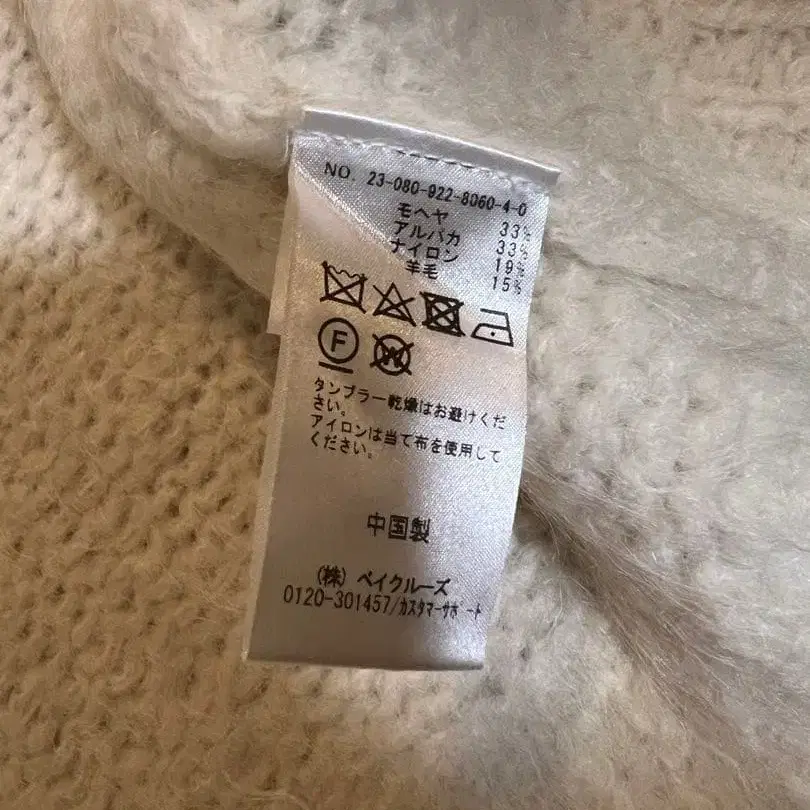 NO. 23-080-922-8060-4-0
モヘヤ 33%
アルパカ 33%
ナイロン 19%
羊毛 15%
F W
タンブラー乾燥はお避けくだ
さい。
アイロンは当て布を使用して
ください。
中国製
(株) ベイクルーズ
0120-301457/カスタマーサポート